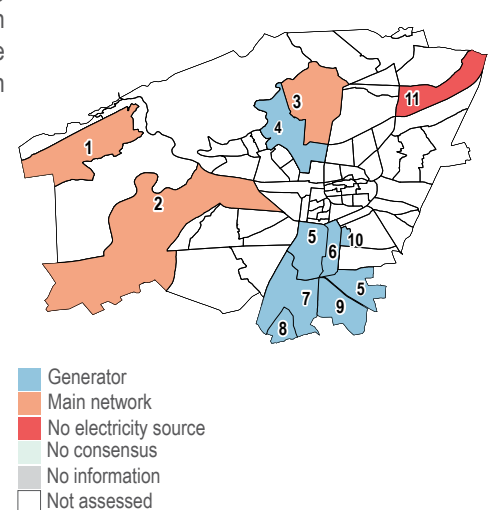 n
e
n
3
11
4
1
2
5
10
6
5
7
9
8
Generator
Main network
No electricity source
No consensus
No information
Not assessed